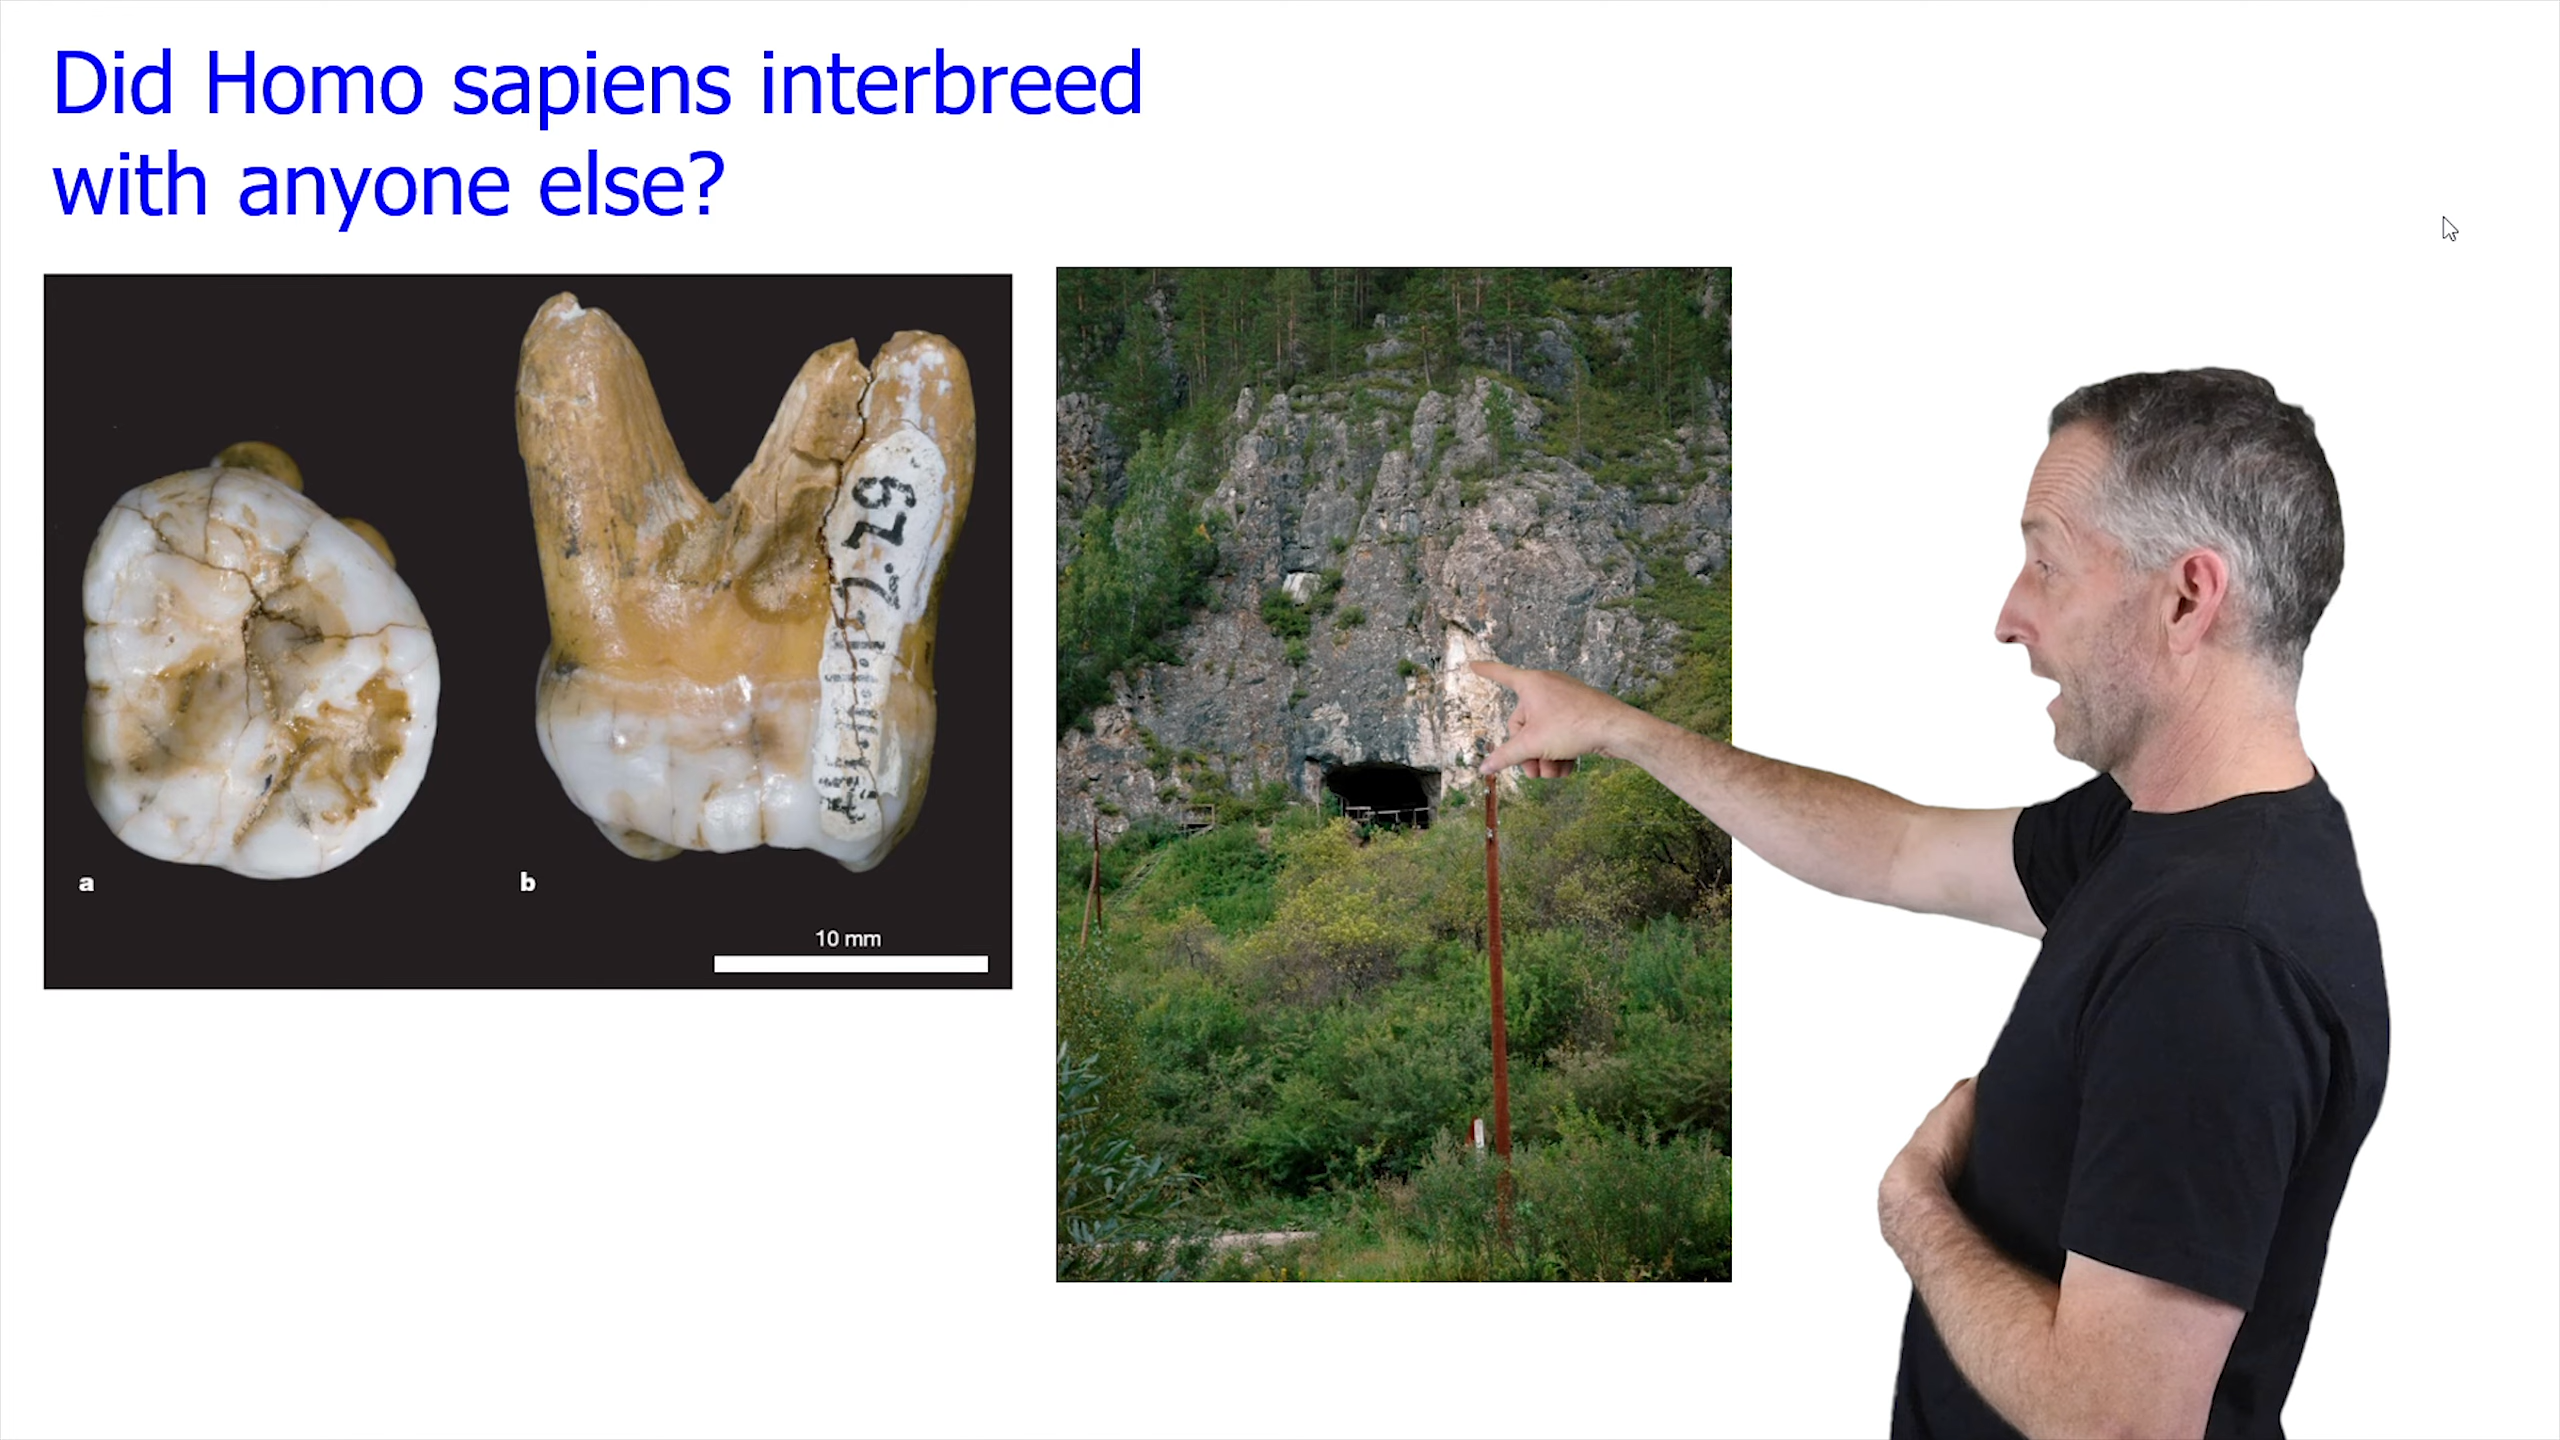 Did Homo sapiens interbreed
with anyone else?
a
b
10 mm